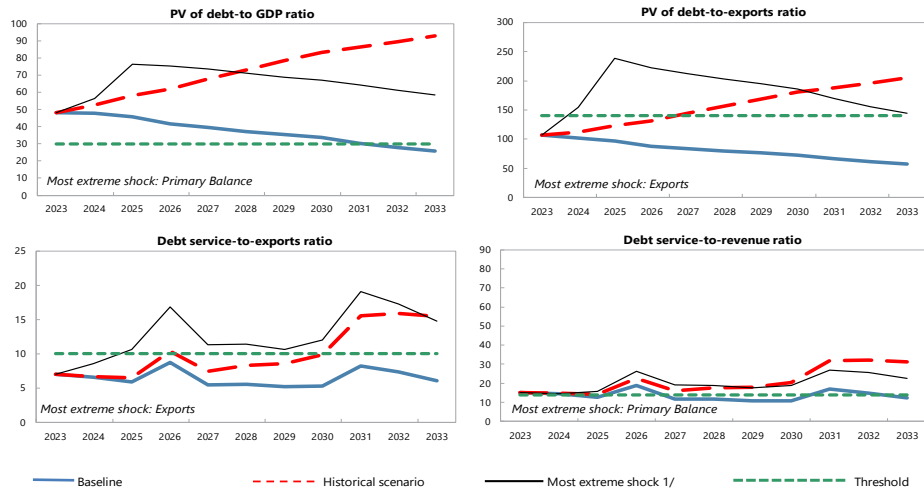 PV of debt-to GDP ratio
100
90
80
70
60
50
40
30
20
10
0
Most extreme shock: Primary Balance
2023 2024 2025 2026 2027 2028 2029 2030 2031 2032 2033
PV of debt-to-exports ratio
300
250
200
150
100
50
0
Most extreme shock: Exports
2023 2024 2025 2026 2027 2028 2029 2030 2031 2032 2033
Debt service-to-exports ratio
25
20
15
10
5
0
Most extreme shock: Exports
2023 2024 2025 2026 2027 2028 2029 2030 2031 2032 2033
Debt service-to-revenue ratio
90
80
70
60
50
40
30
20
10
0
Most extreme shock: Primary Balance
2023 2024 2025 2026 2027 2028 2029 2030 2031 2032 2033
Baseline Historical scenario Most extreme shock 1/ Threshold